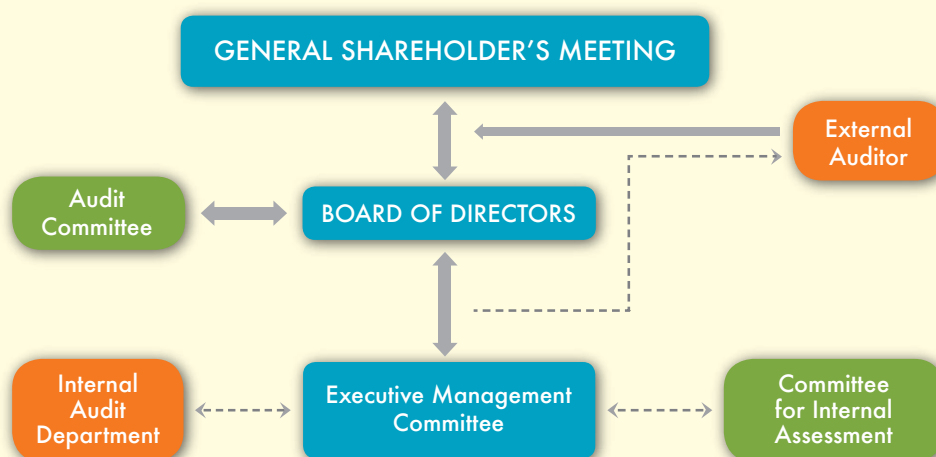 GENERAL SHAREHOLDER'S MEETING
External
Auditor
Audit
Committee
BOARD OF DIRECTORS
Internal
Audit
Department
Executive Management
Committee
Committee
for Internal
Assessment